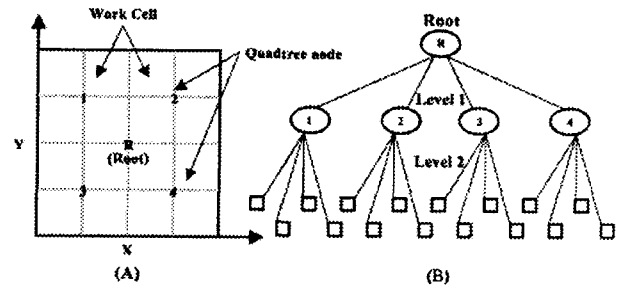 Work Cell
Quadtree node
1
2
Y
R
(Root)
3
4
X
(A)
Root
R
Level 1
1
2
3
4
Level 2
(B)